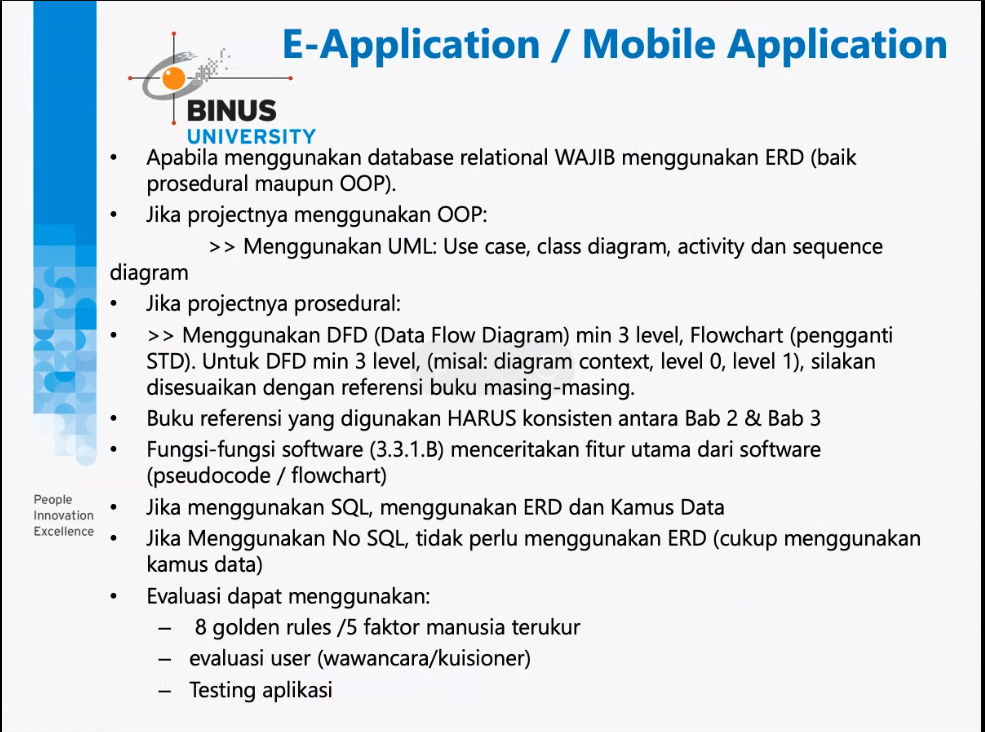 E-Application / Mobile Application
BINUS
UNIVERSITY
• Apabila menggunakan database relational WAJIB menggunakan ERD (baik
prosedural maupun OOP).
• Jika projectnya menggunakan OOP:
>> Menggunakan UML: Use case, class diagram, activity dan sequence
diagram
• Jika projectnya prosedural:
• >> Menggunakan DFD (Data Flow Diagram) min 3 level, Flowchart (pengganti
STD). Untuk DFD min 3 level, (misal: diagram context, level 0, level 1), silakan
disesuaikan dengan referensi buku masing-masing.
• Buku referensi yang digunakan HARUS konsisten antara Bab 2 & Bab 3
• Fungsi-fungsi software (3.3.1.B) menceritakan fitur utama dari software
(pseudocode / flowchart)
• Jika menggunakan SQL, menggunakan ERD dan Kamus Data
• Jika Menggunakan No SQL, tidak perlu menggunakan ERD (cukup menggunakan
kamus data)
• Evaluasi dapat menggunakan:
– 8 golden rules /5 faktor manusia terukur
– evaluasi user (wawancara/kuisioner)
– Testing aplikasi
People
Innovation
Excellence